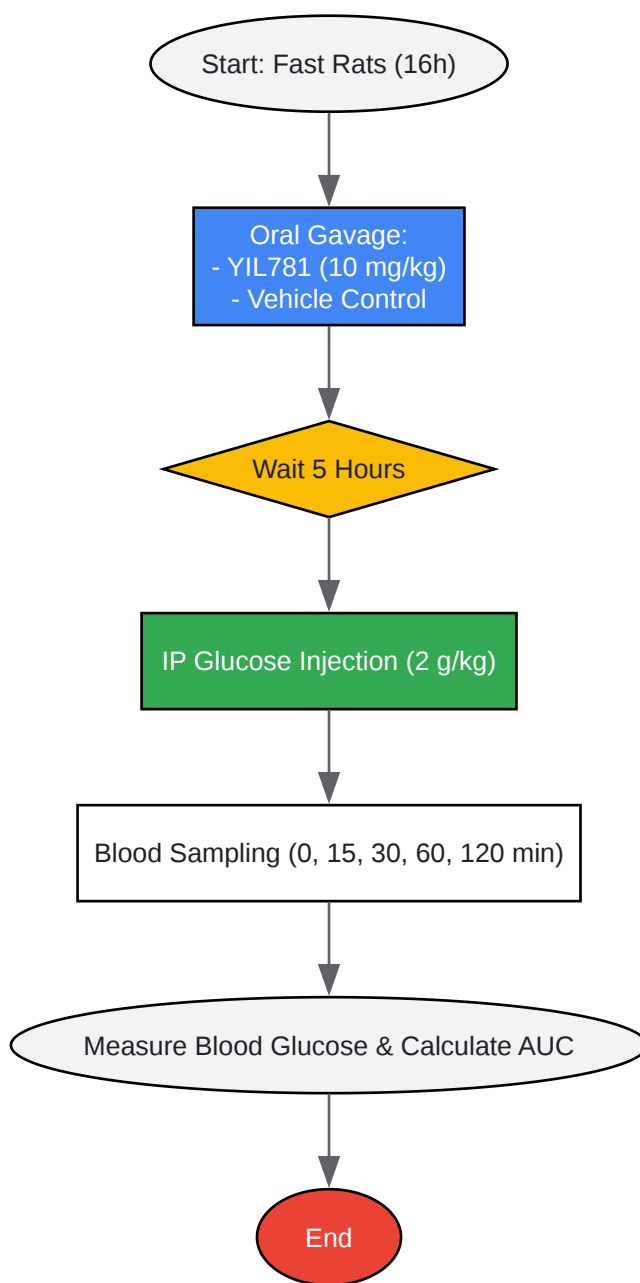 Start: Fast Rats (16h)
Oral Gavage:
- YIL781 (10 mg/kg)
- Vehicle Control
Wait 5 Hours
IP Glucose Injection (2 g/kg)
Blood Sampling (0, 15, 30, 60, 120 min)
Measure Blood Glucose & Calculate AUC
End